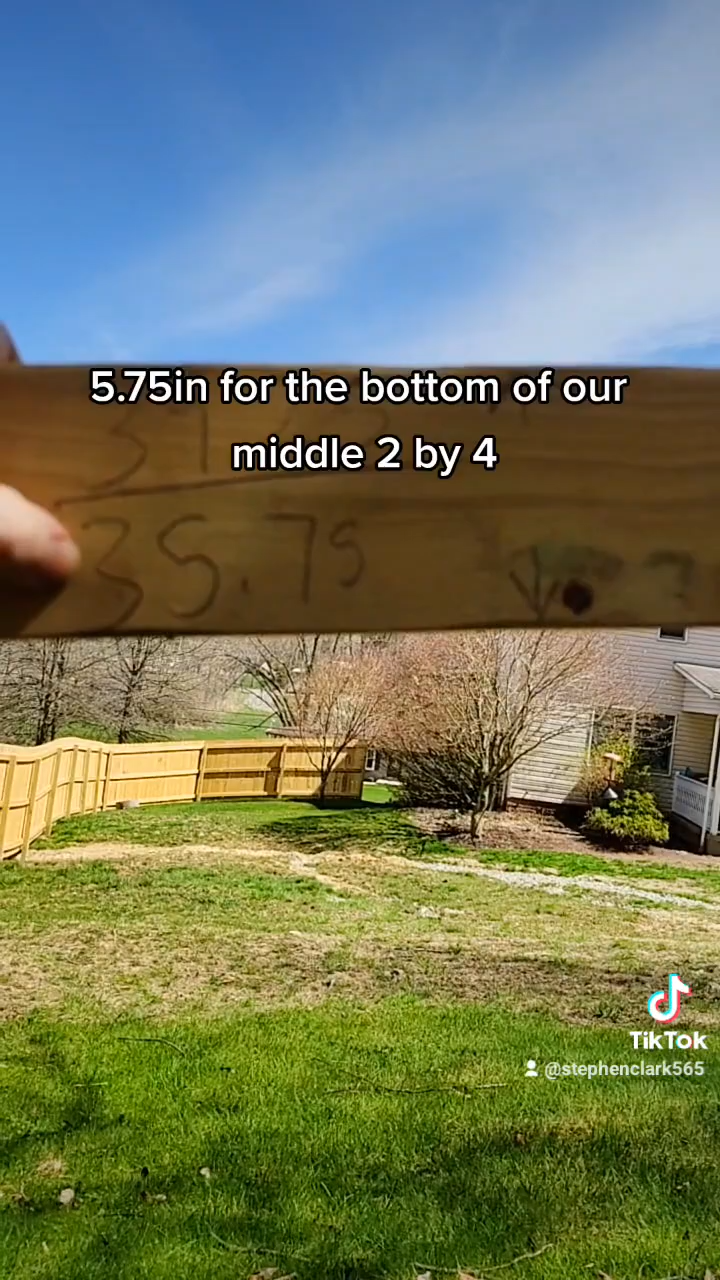 5.75in for the bottom of our
middle 2 by 4
35.75
TikTok
@stephenclark565